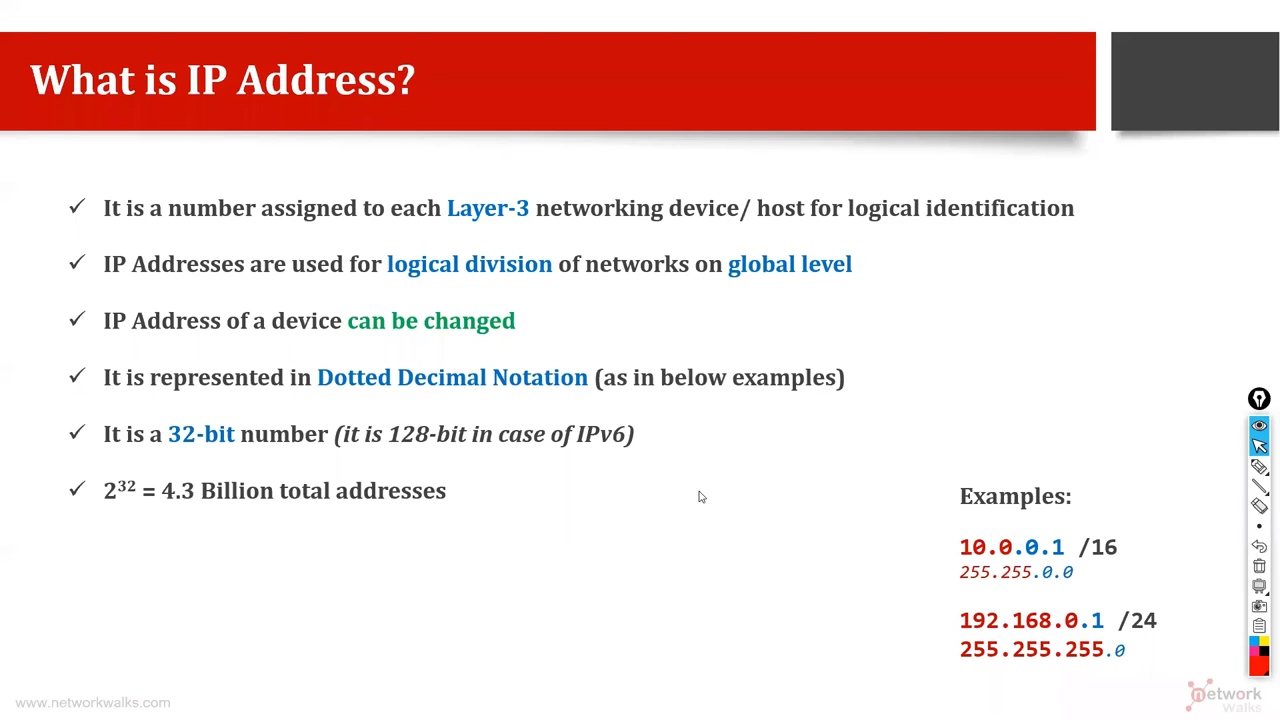 What is IP Address?
✓ It is a number assigned to each Layer-3 networking device/ host for logical identification
✓ IP Addresses are used for logical division of networks on global level
✓ IP Address of a device can be changed
✓ It is represented in Dotted Decimal Notation (as in below examples)
✓ It is a 32-bit number (it is 128-bit in case of IPv6)
✓ 2³² = 4.3 Billion total addresses
Examples:
10.0.0.1 /16
255.255.0.0
192.168.0.1 /24
255.255.255.0
www.networkwalks.com
network
Walks